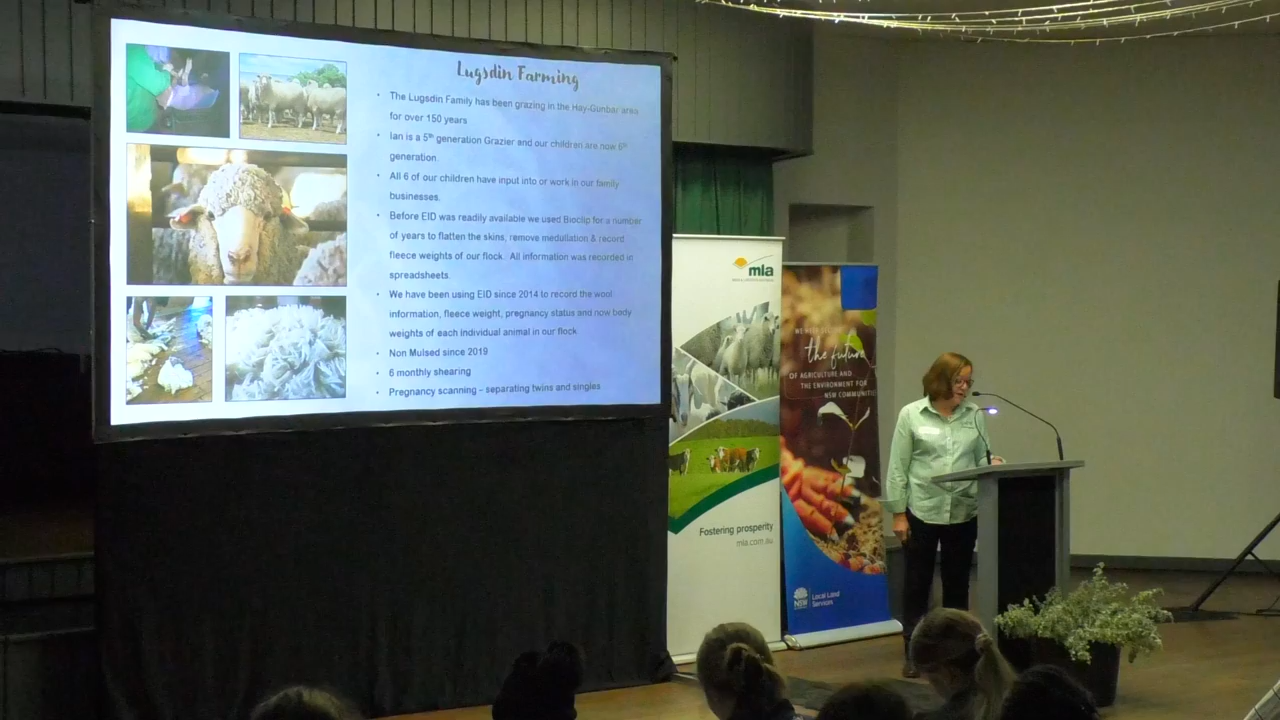 Lugsdin Farming
• The Lugsdin Family has been grazing in the Hay-Gunbar area
for over 150 years
• Ian is a 5th generation Grazier and our children are now 6th
generation.
• All 6 of our children have input into or work in our family
businesses.
• Before EID was readily available we used Bioclip for a number
of years to flatten the skins, remove medullation & record
fleece weights of our flock. All information was recorded in
spreadsheets.
• We have been using EID since 2014 to record the wool
information, fleece weight, pregnancy status and now body
weights of each individual animal in our flock.
• Non Mulsed since 2019
• 6 monthly shearing
• Pregnancy scanning – separating twins and singles
mla
Fostering prosperity
mla.com.au
the future
OF AGRICULTURE AND
THE ENVIRONMENT FOR
NSW COMMUNITIES
NSW
Local Land
Services